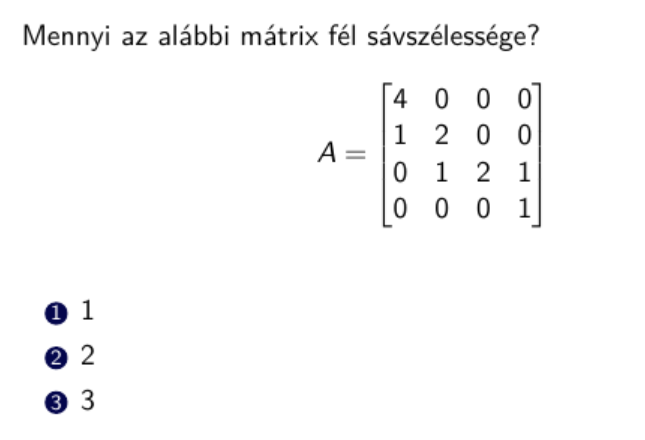 Mennyi az alábbi mátrix fél sávszélessége?
4 0 0 0
1 2 0 0
A =
0 1 2 1
0 0 0 1
1 1
2 2
3 3